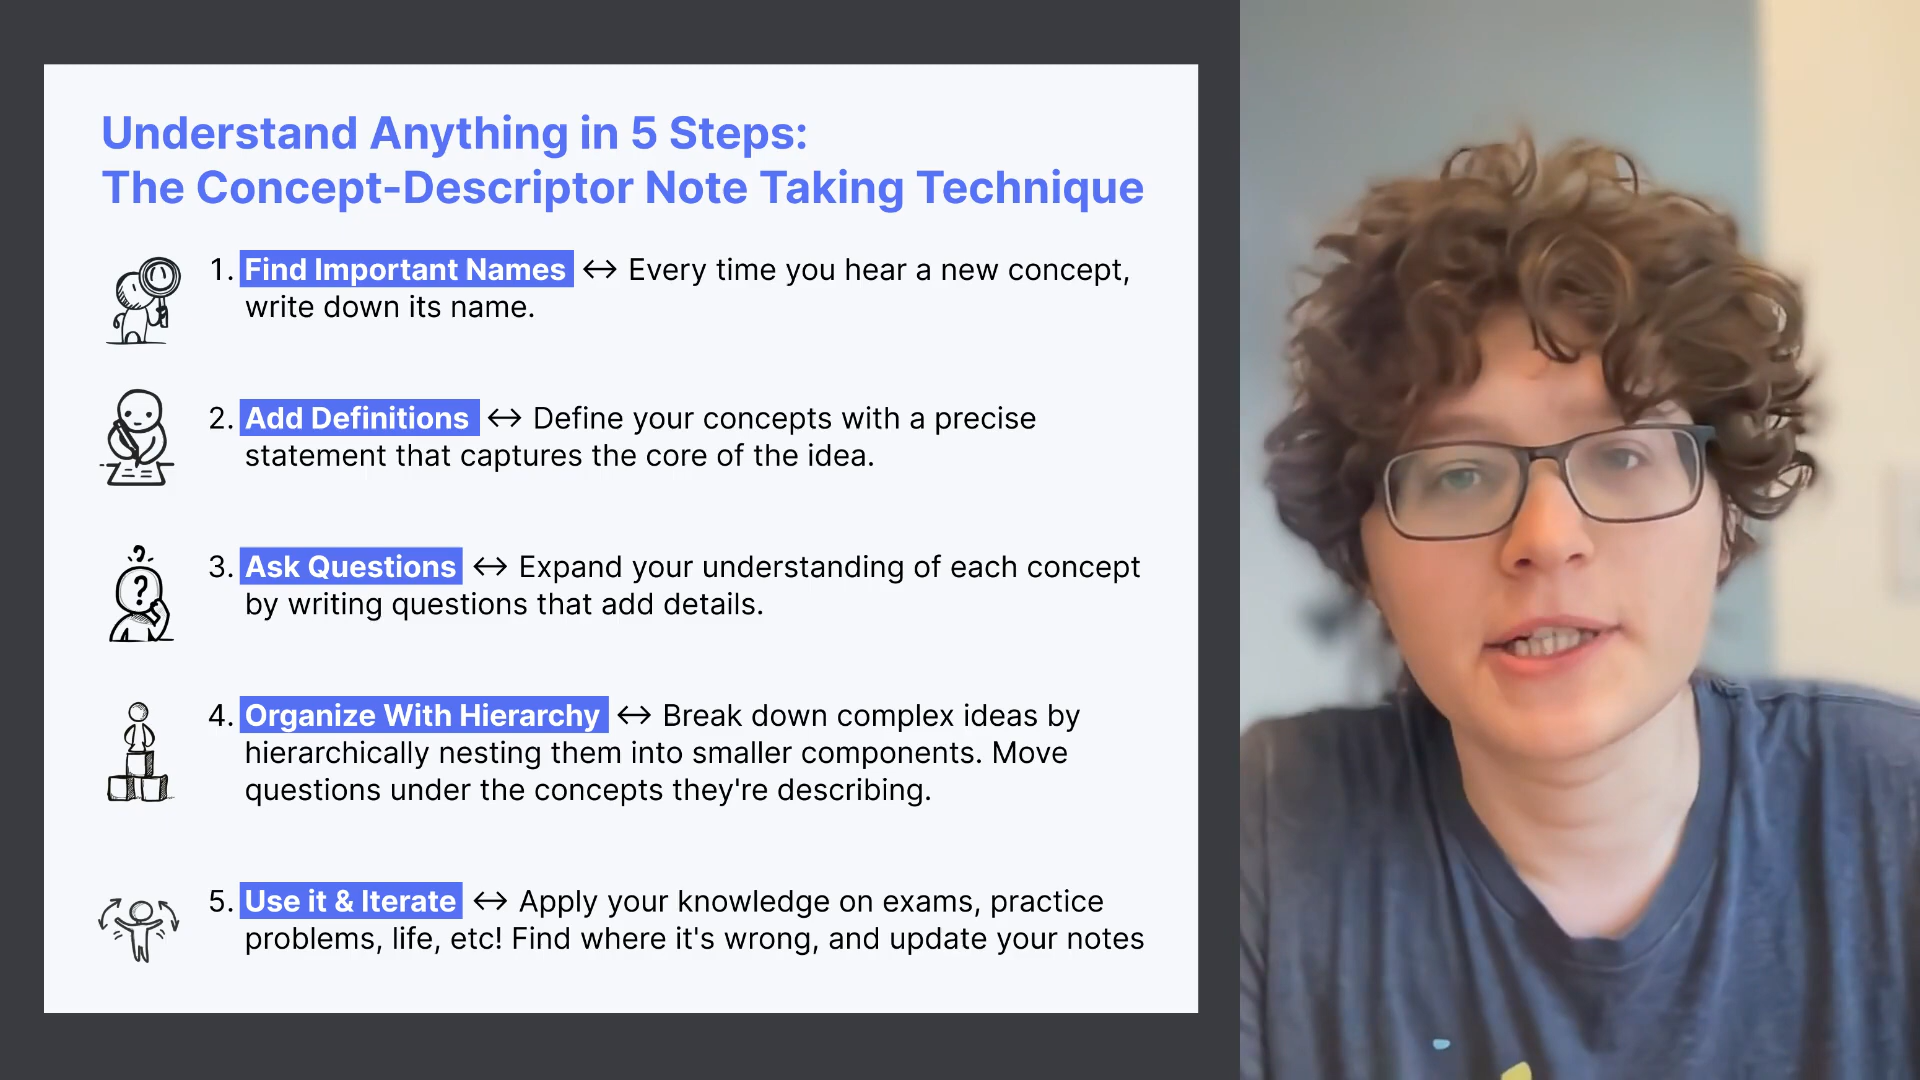 Understand Anything in 5 Steps:
The Concept-Descriptor Note Taking Technique
1. Find Important Names ↔ Every time you hear a new concept,
write down its name.
2. Add Definitions ↔ Define your concepts with a precise
statement that captures the core of the idea.
3. Ask Questions ↔ Expand your understanding of each concept
by writing questions that add details.
4. Organize With Hierarchy ↔ Break down complex ideas by
hierarchically nesting them into smaller components. Move
questions under the concepts they're describing.
5. Use it & Iterate ↔ Apply your knowledge on exams, practice
problems, life, etc! Find where it's wrong, and update your notes